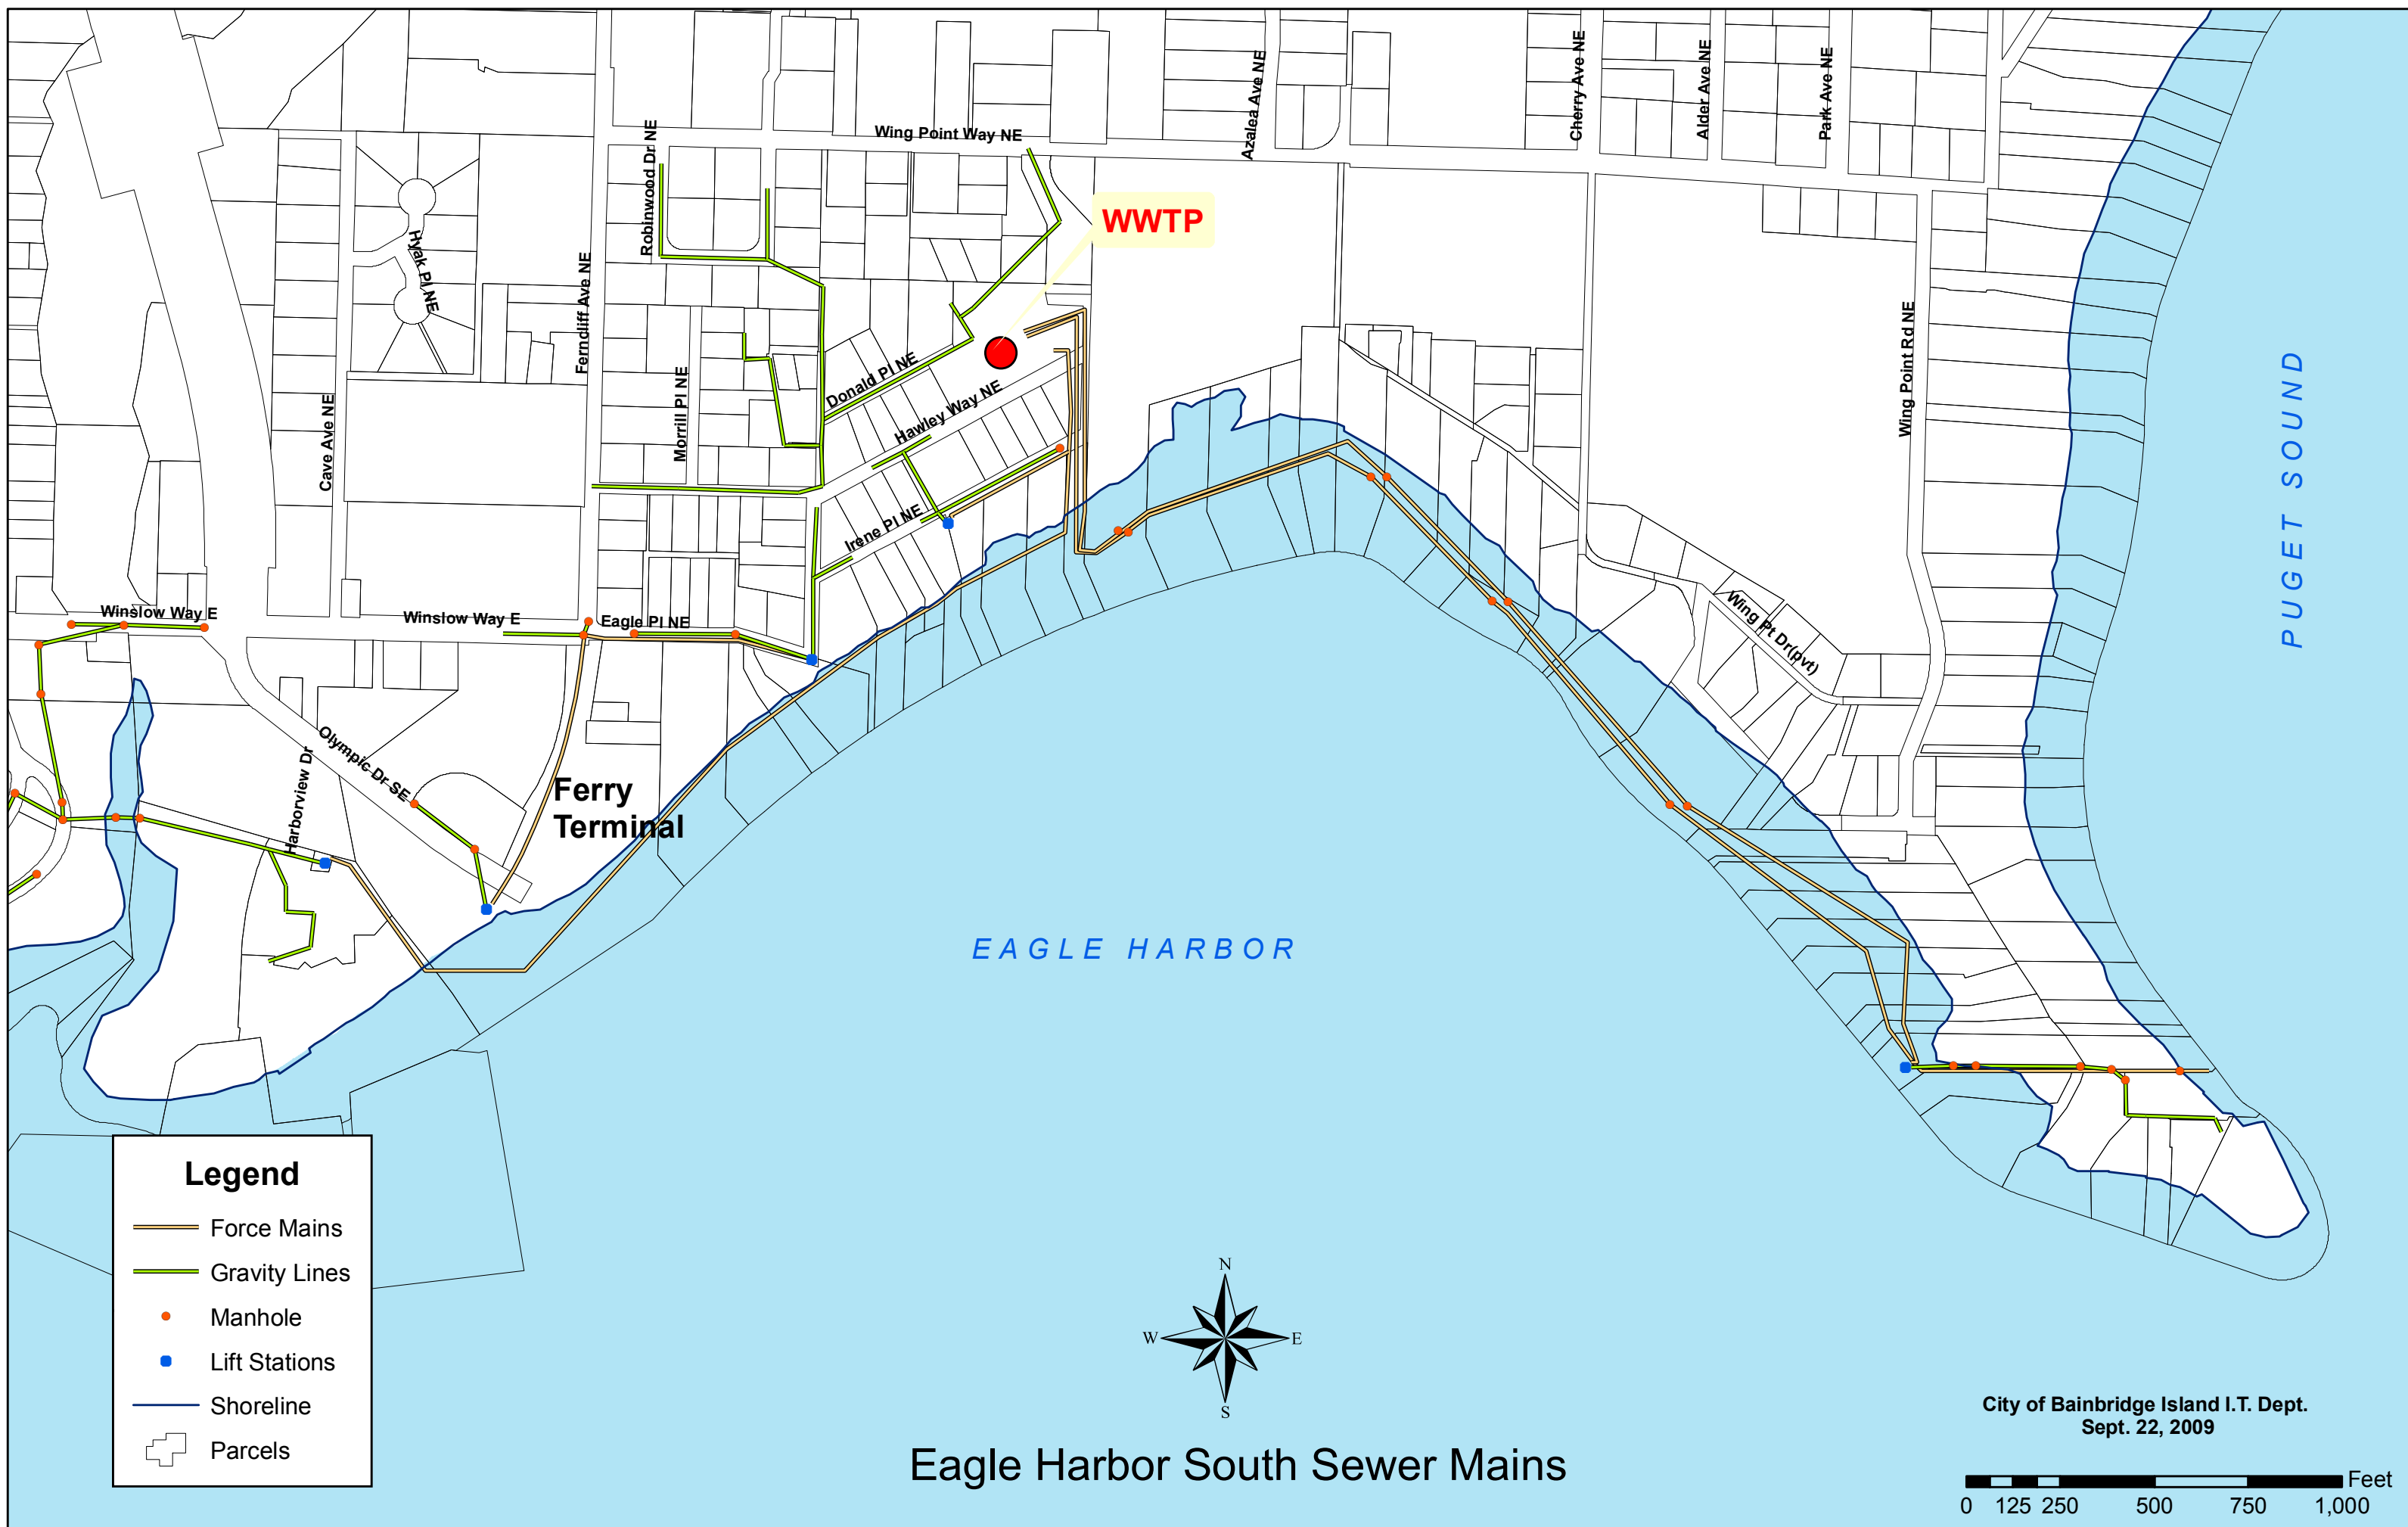 Wing Point Way NE
Azalea Ave NE
Cherry Ave NE
Alder Ave NE
Park Ave NE
Robinwood Dr NE
WWTP
Hyak Pl NE
Ferncliff Ave NE
Donald Pl NE
Hawley Way NE
Morrill Pl NE
Cave Ave NE
Wing Point Rd NE
PUGET SOUND
Irene Pl NE
Winslow Way E
Winslow Way E
Eagle Pl NE
Wing Pt Dr(pvt)
Olympic Dr SE
Harborview Dr
Ferry
Terminal
EAGLE HARBOR
Legend
Force Mains
Gravity Lines
Manhole
Lift Stations
Shoreline
Parcels
N
W
E
S
Eagle Harbor South Sewer Mains
City of Bainbridge Island I.T. Dept.
Sept. 22, 2009
Feet
0 125 250 500 750 1,000